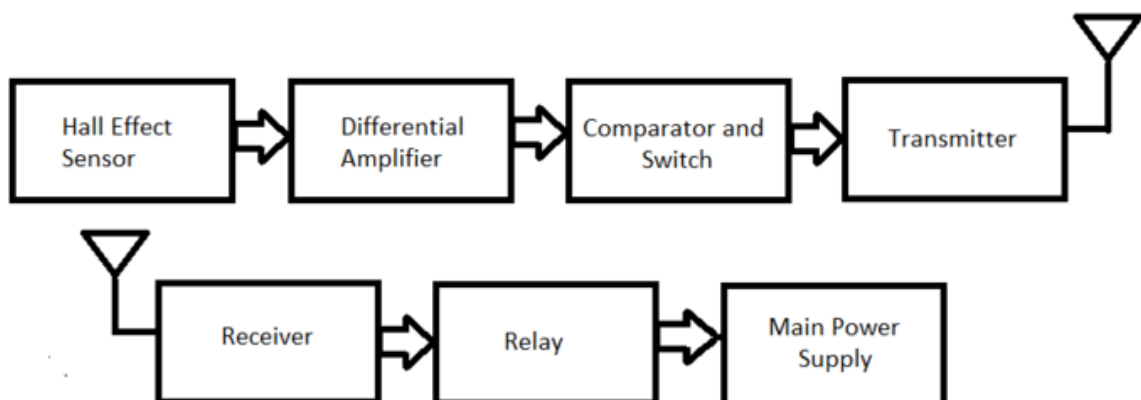 Hall Effect
Sensor
Differential
Amplifier
Comparator and
Switch
Transmitter
Receiver
Relay
Main Power
Supply